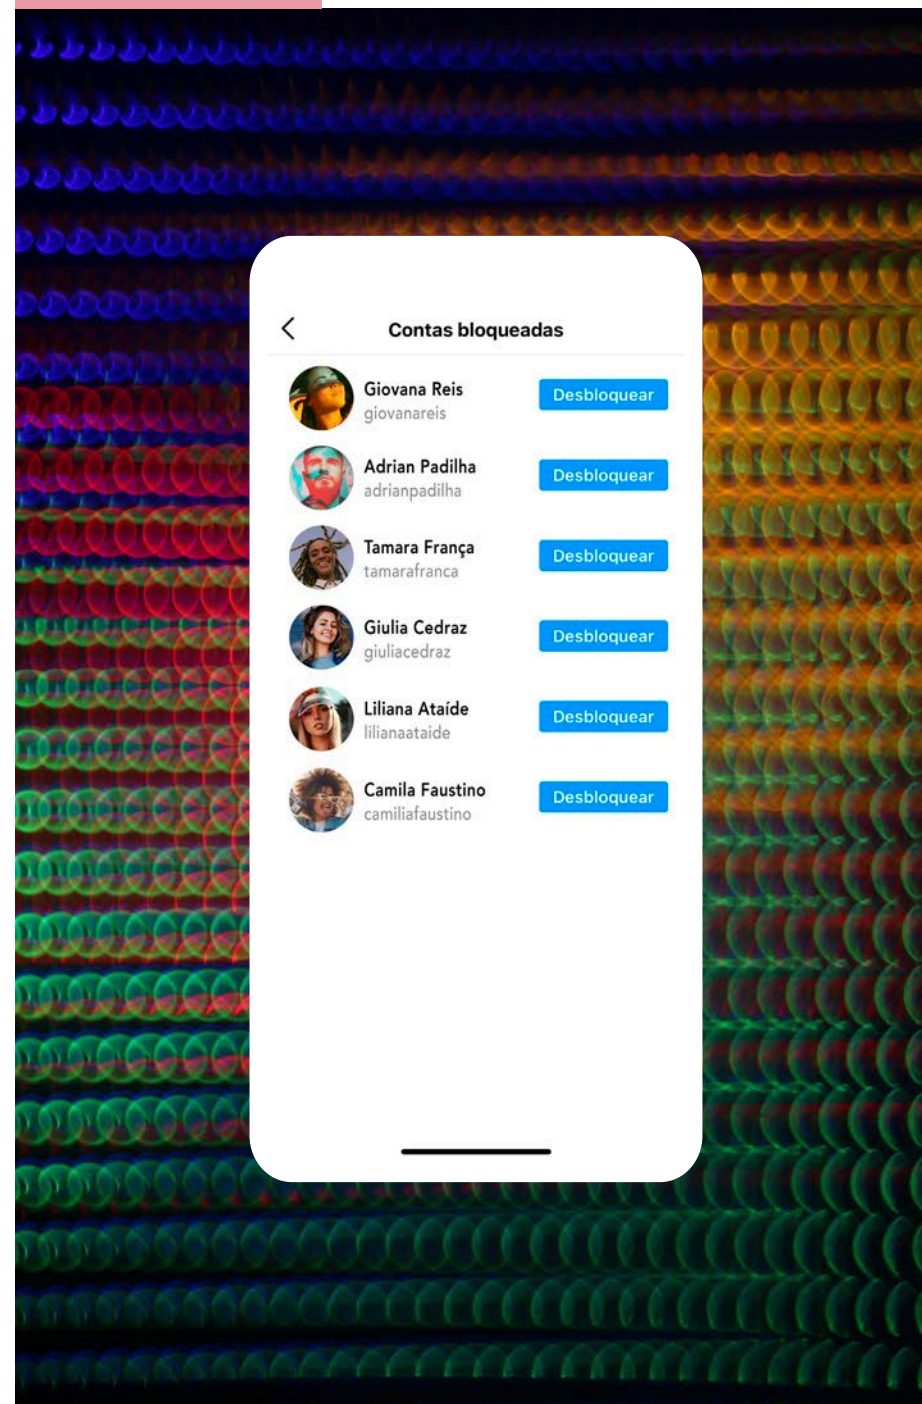 Contas bloqueadas
Giovana Reis
giovanareis
Desbloquear
Adrian Padilha
adrianpadilha
Desbloquear
Tamara França
tamarafranca
Desbloquear
Giulia Cedraz
giuliacedraz
Desbloquear
Liliana Ataíde
lilianaataide
Desbloquear
Camila Faustino
camiliafaustino
Desbloquear